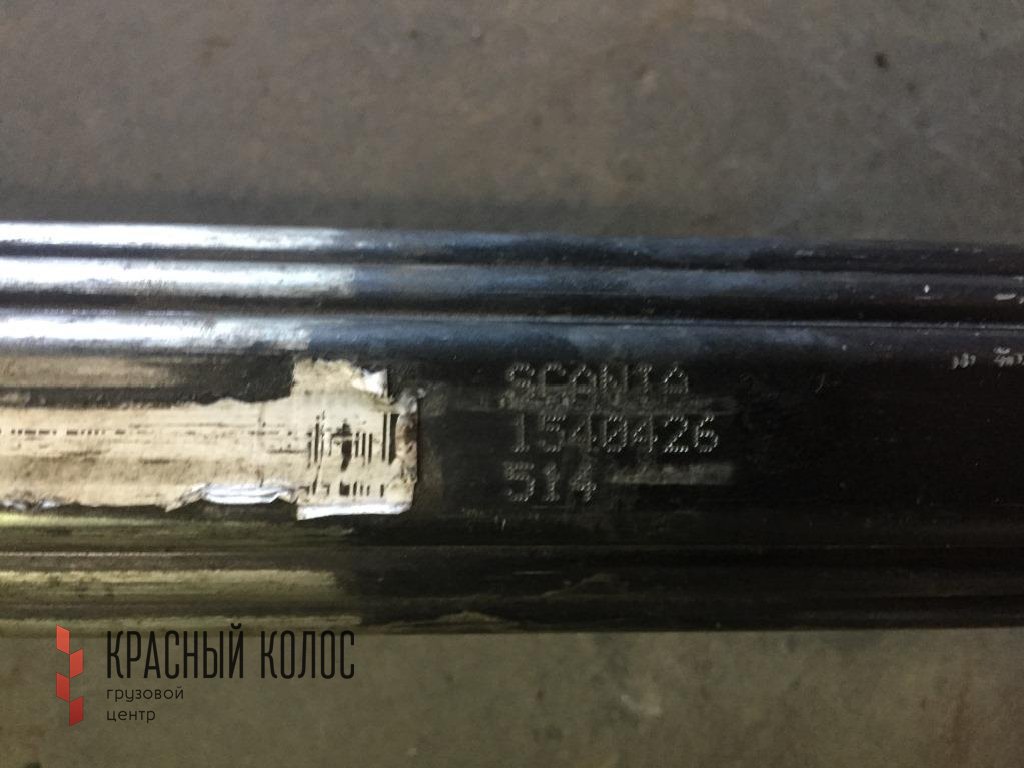 SCANIA
1540426
514
КРАСНЫЙ КОЛОС
грузовой
центр